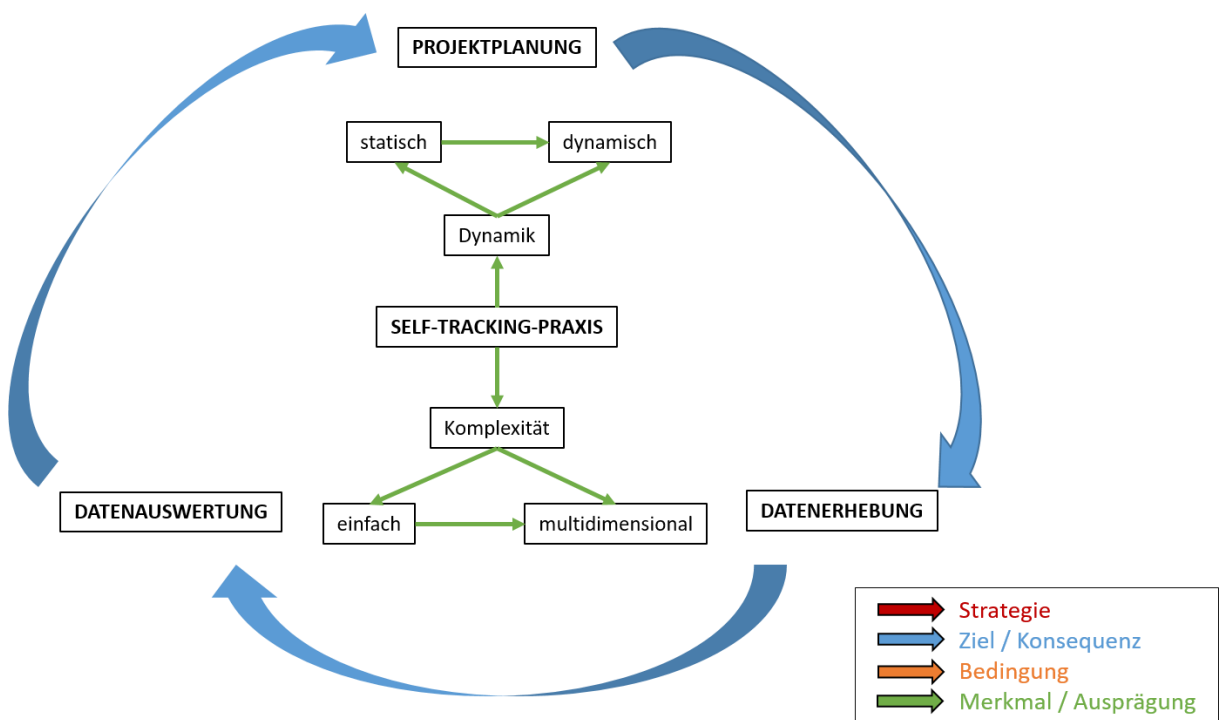 PROJEKTPLANUNG
statisch
dynamisch
Dynamik
SELF-TRACKING-PRAXIS
Komplexität
DATENAUSWERTUNG
einfach
multidimensional
DATENERHEBUNG
Strategie
Ziel / Konsequenz
Bedingung
Merkmal / Ausprägung